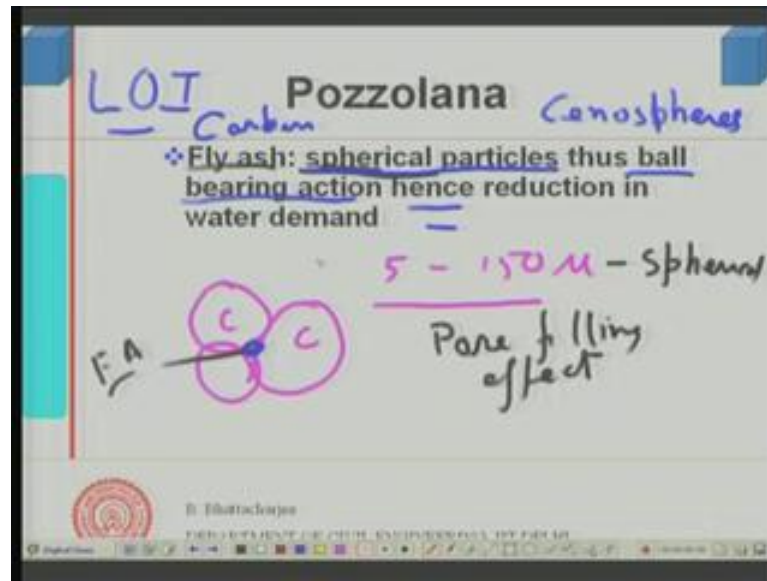 LOI Pozzolana
Carbon Cenospheres
❖Fly ash: spherical particles thus ball
bearing action hence reduction in
water demand
5 - 150 M - Spherical
C C
F.A
Pore filling
effect
B. Bhattacharjee